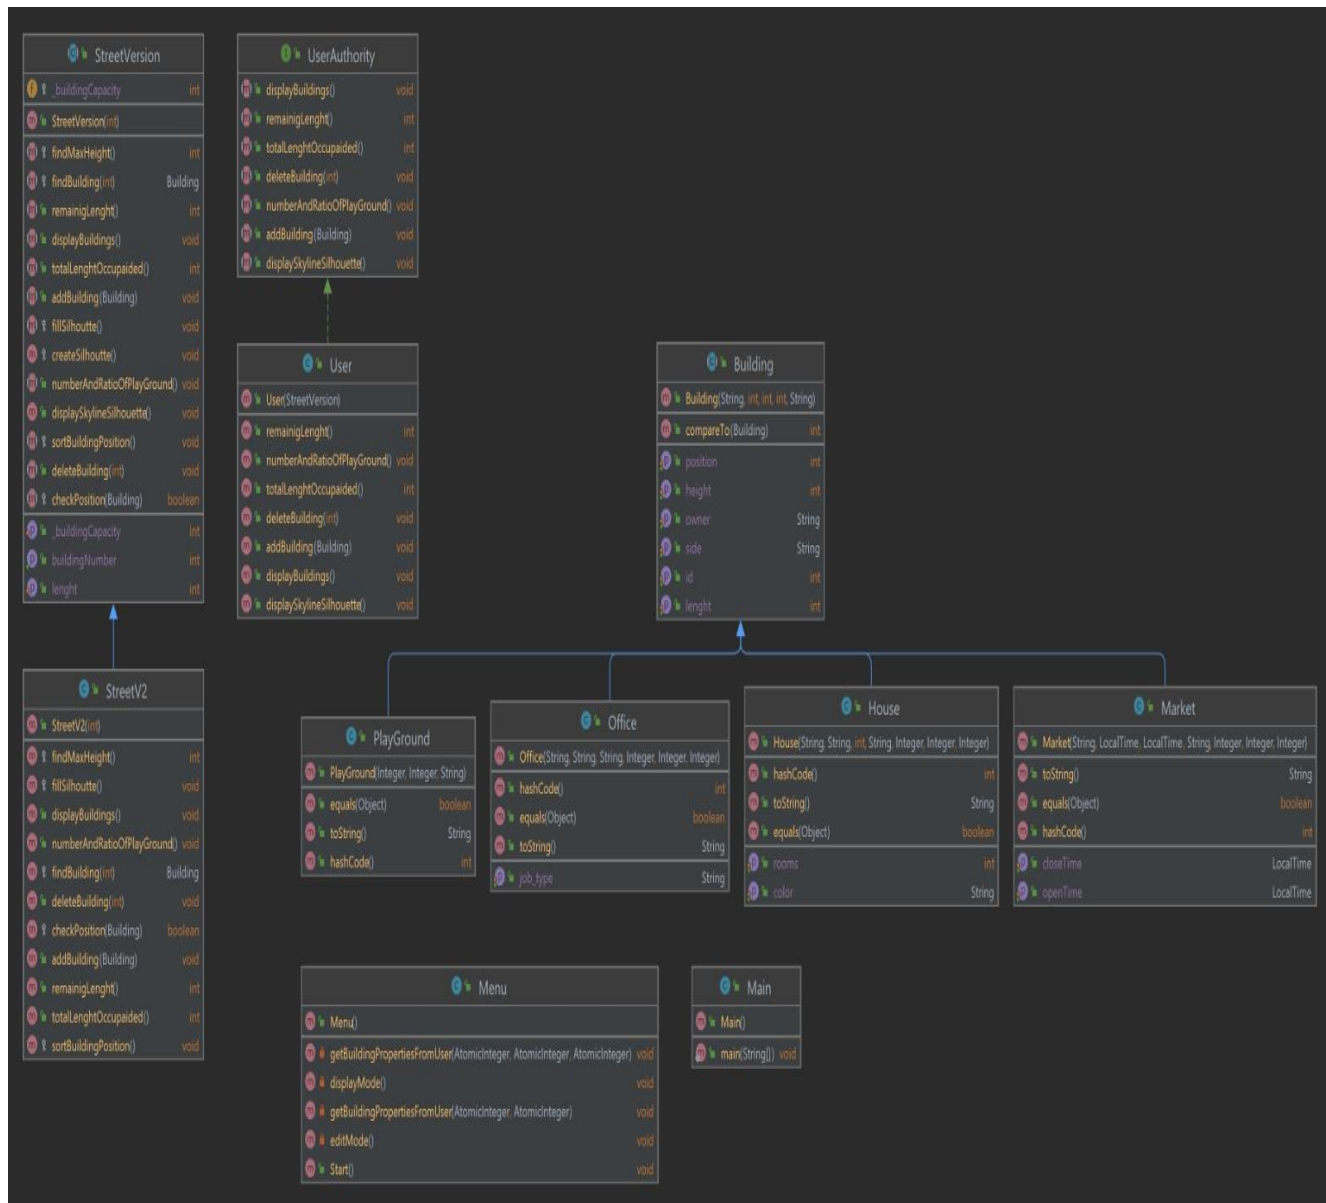 StreetVersion
_buildingCapacity int
StreetVersion(int)
findMaxHeight() int
findBuilding(int) Building
remainigLenght() int
displayBuildings() void
totalLenghtOccupaided() int
addBuilding(Building) void
fillSilhoutte() void
createSilhoutte() void
numberAndRatioOfPlayGround() void
displaySkylineSilhouette() void
sortBuildingPosition() void
deleteBuilding(int) void
checkPosition(Building) boolean
_buildingCapacity int
buildingNumber int
lenght int
UserAuthority
displayBuildings() void
remainigLenght() int
totalLenghtOccupaided() int
deleteBuilding(int) void
numberAndRatioOfPlayGround() void
addBuilding(Building) void
displaySkylineSilhouette() void
User
User(StreetVersion)
remainigLenght() int
numberAndRatioOfPlayGround() void
totalLenghtOccupaided() int
deleteBuilding(int) void
addBuilding(Building) void
displayBuildings() void
displaySkylineSilhouette() void
Building
Building(String, int, int, int, String)
compareTo(Building) int
position int
height int
owner String
side String
id int
lenght int
StreetV2
StreetV2(int)
findMaxHeight() int
fillSilhoutte() void
displayBuildings() void
numberAndRatioOfPlayGround() void
findBuilding(int) Building
deleteBuilding(int) void
checkPosition(Building) boolean
addBuilding(Building) void
remainigLenght() int
totalLenghtOccupaided() int
sortBuildingPosition() void
PlayGround
PlayGround(Integer, Integer, String)
equals(Object) boolean
toString() String
hashCode() int
Office
Office(String, String, String, Integer, Integer, Integer)
hashCode() int
equals(Object) boolean
toString() String
job_type String
House
House(String, String, int, String, Integer, Integer, Integer)
hashCode() int
toString() String
equals(Object) boolean
rooms int
color String
Market
Market(String, LocalTime, LocalTime, String, Integer, Integer, Integer)
toString() String
equals(Object) boolean
hashCode() int
closeTime LocalTime
openTime LocalTime
Menu
Menu()
getBuildingPropertiesFromUser(AtomicInteger, AtomicInteger, AtomicInteger) void
displayMode() void
getBuildingPropertiesFromUser(AtomicInteger, AtomicInteger) void
editMode() void
Start() void
Main
Main()
main(String[]) void